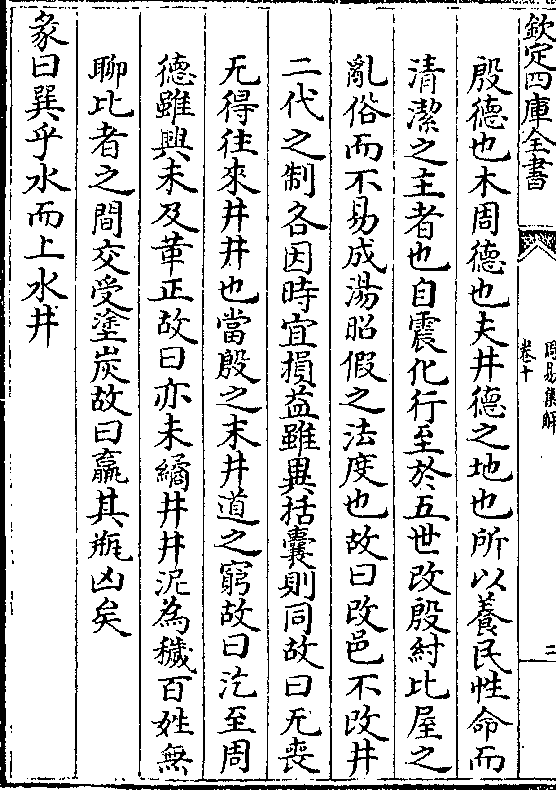 欽定四庫全書
周易集解
卷十
二
殷德也木周德也夫井德之地也所以養民性命而
清潔之主者也自震化行至於五世改殷紂比屋之
亂俗而不易成湯昭假之法度也故曰改邑不改井
二代之制各因時宜損益雖異括囊則同故曰无喪
无得往來井井也當殷之末井道之窮故曰汔至周
德雖興未及革正故曰亦未繘井井泥為穢百姓無
聊比者之間交受塗炭故曰羸其瓶凶矣
彖曰巽乎水而上水井